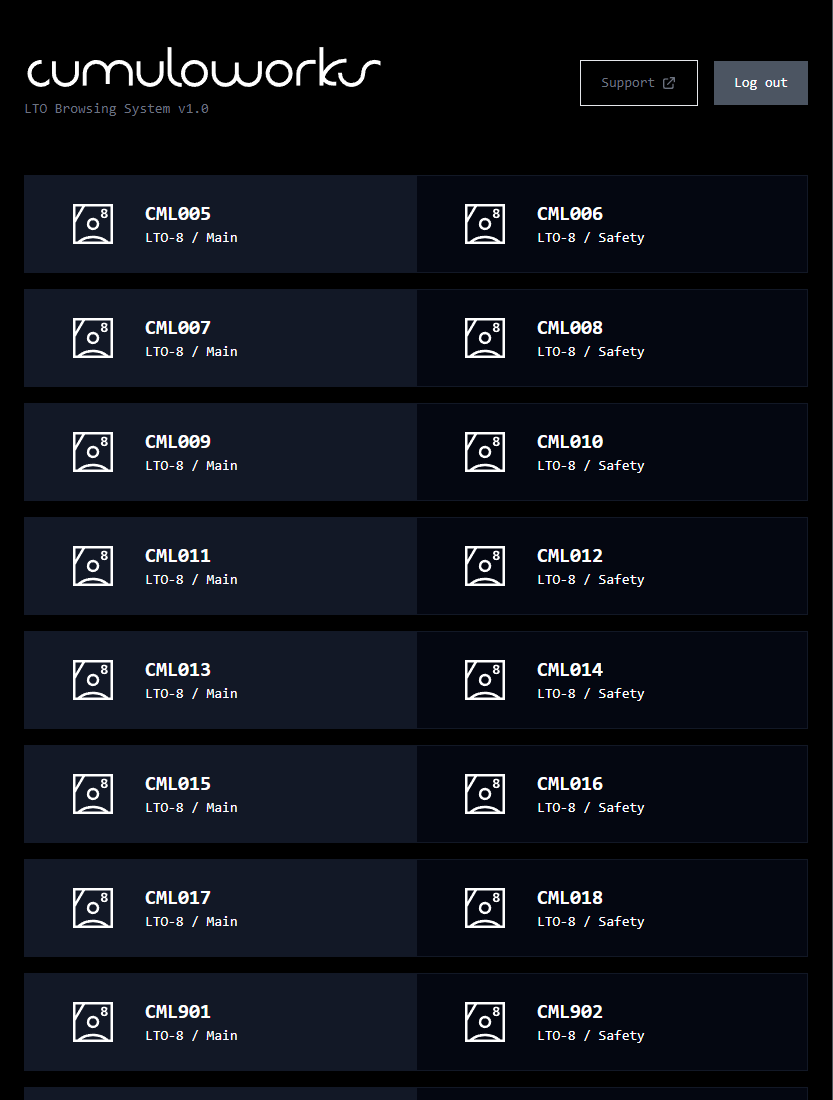 cumuloworks
LTO Browsing System v1.0
Support
Log out
8
CML005
LTO-8 / Main
8
CML006
LTO-8 / Safety
8
CML007
LTO-8 / Main
8
CML008
LTO-8 / Safety
8
CML009
LTO-8 / Main
8
CML010
LTO-8 / Safety
8
CML011
LTO-8 / Main
8
CML012
LTO-8 / Safety
8
CML013
LTO-8 / Main
8
CML014
LTO-8 / Safety
8
CML015
LTO-8 / Main
8
CML016
LTO-8 / Safety
8
CML017
LTO-8 / Main
8
CML018
LTO-8 / Safety
8
CML901
LTO-8 / Main
8
CML902
LTO-8 / Safety